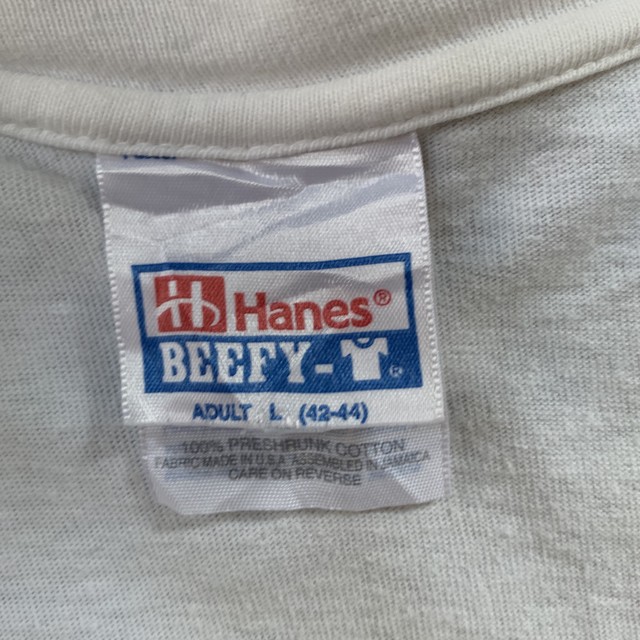 Hanes®
BEEFY-
®
ADULT L (42-44)
100% PRESHRUNK COTTON
FABRIC MADE IN U.S.A. ASSEMBLED IN JAMAICA
CARE ON REVERSE